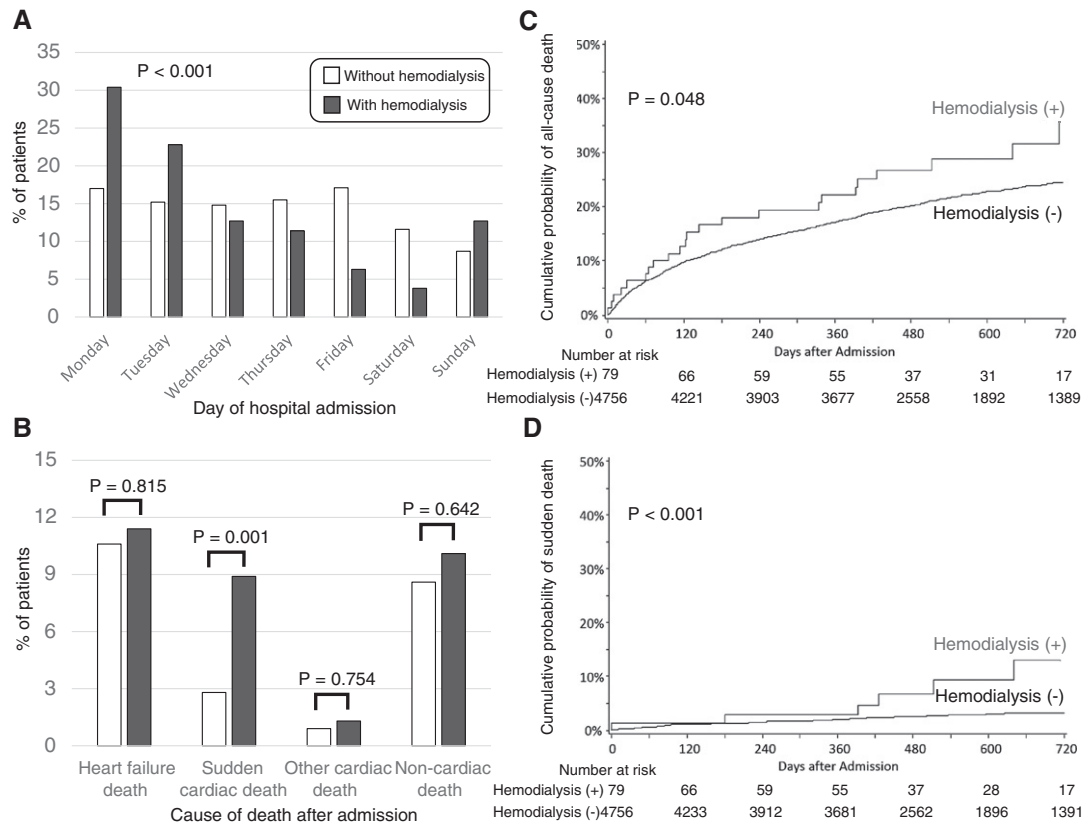 A
35
30
25
20
15
10
5
0
% of patients
P < 0.001
Without hemodialysis
With hemodialysis
Monday
Tuesday
Wednesday
Thursday
Friday
Saturday
Sunday
Day of hospital admission
B
15
12
9
6
3
0
% of patients
P = 0.815
P = 0.001
P = 0.754
P = 0.642
Heart failure
death
Sudden
cardiac death
Other cardiac
death
Non-cardiac
death
Cause of death after admission
C
50%
40%
30%
20%
10%
0%
Cumulative probability of all-cause death
P = 0.048
Hemodialysis (+)
Hemodialysis (-)
120 240 360 480 600 720
Days after Admission
Number at risk
Hemodialysis (+) 79 66 59 55 37 31 17
Hemodialysis (-)4756 4221 3903 3677 2558 1892 1389
D
50%
40%
30%
20%
10%
0%
Cumulative probability of sudden death
P < 0.001
Hemodialysis (+)
Hemodialysis (-)
120 240 360 480 600 720
Days after Admission
Number at risk
Hemodialysis (+) 79 66 59 55 37 28 17
Hemodialysis (-)4756 4233 3912 3681 2562 1896 1391